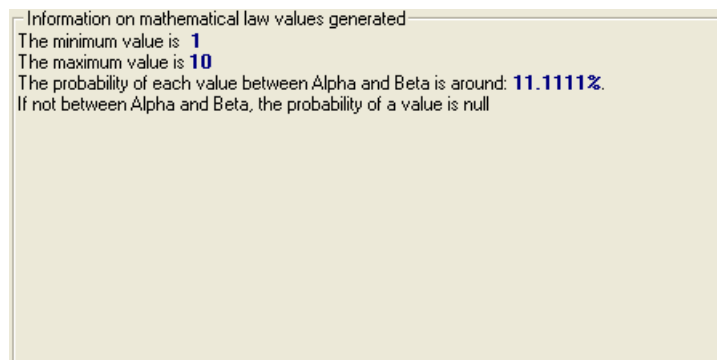 Information on mathematical law values generated
The minimum value is 1
The maximum value is 10
The probability of each value between Alpha and Beta is around: 11.1111%.
If not between Alpha and Beta, the probability of a value is null